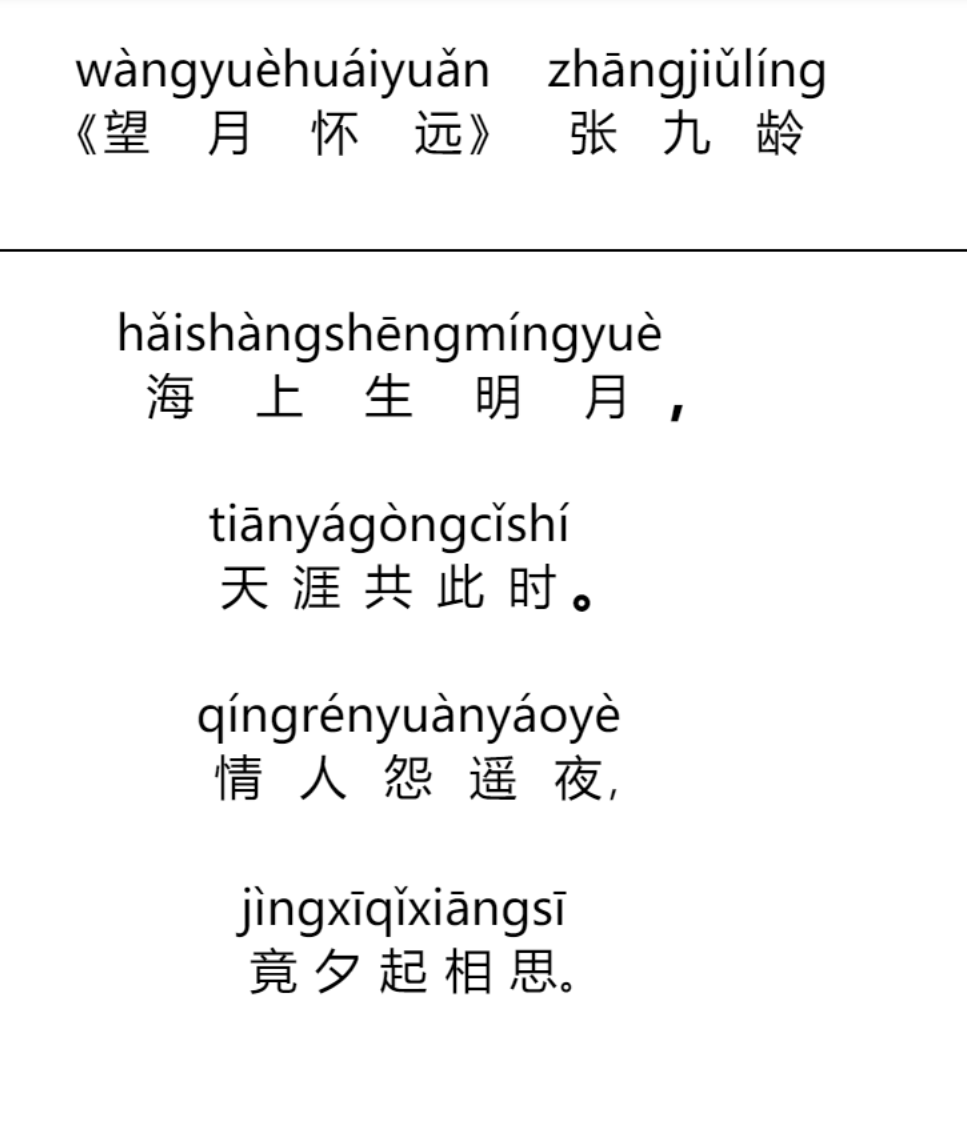 wàngyuèhuáiyuǎn zhāngjiǔlíng
《望月怀远》 张九龄
hǎishàngshēngmíngyuè
海上生明月，
tiānyágòngcǐshí
天涯共此时。
qíngrényuànyáoyè
情人怨遥夜,
jìngxīqǐxiāngsī
竟夕起相思。